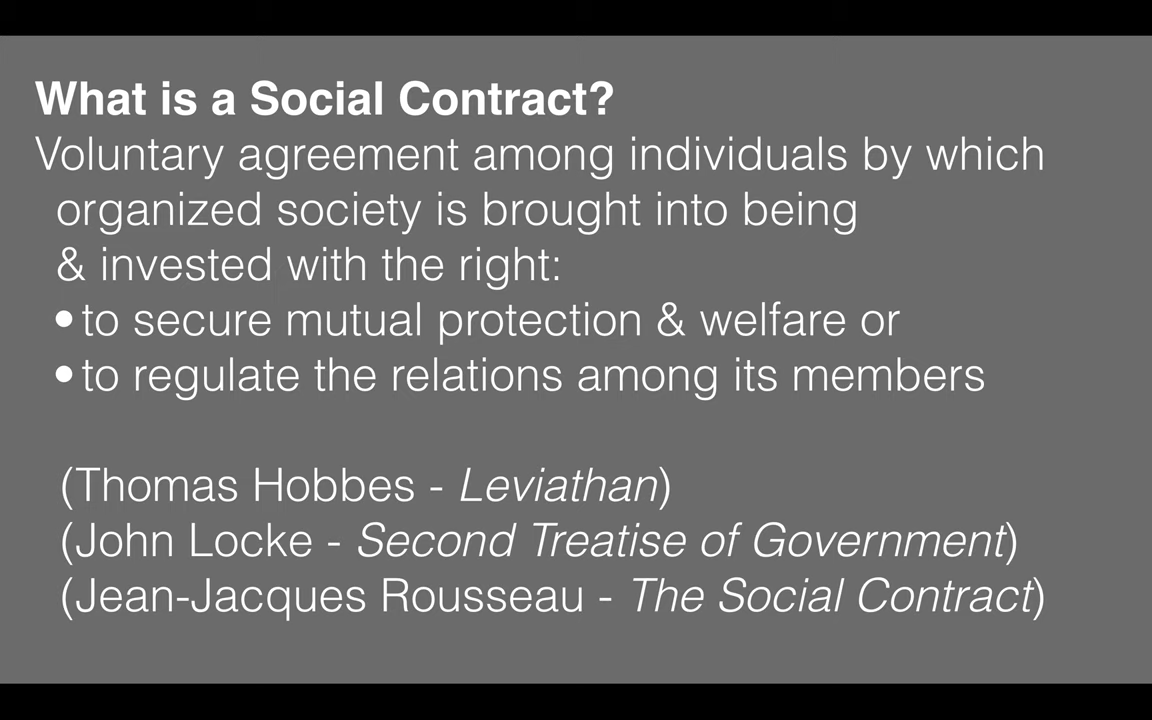 What is a Social Contract?
Voluntary agreement among individuals by which
organized society is brought into being
& invested with the right:
•to secure mutual protection & welfare or
•to regulate the relations among its members
(Thomas Hobbes - Leviathan)
(John Locke - Second Treatise of Government)
(Jean-Jacques Rousseau - The Social Contract)